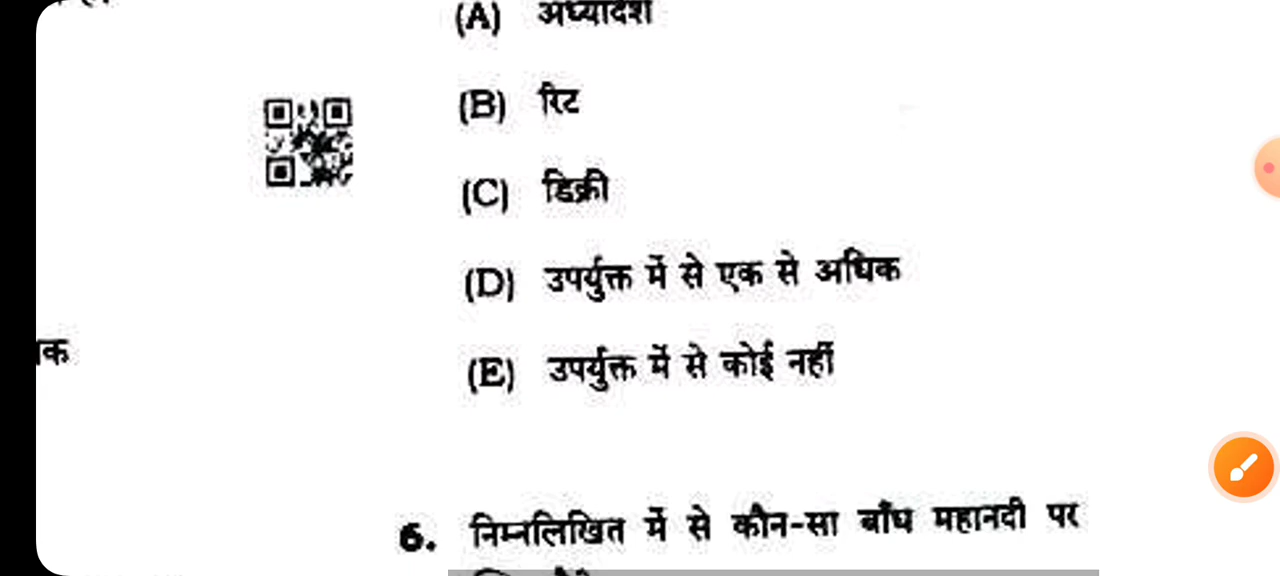 (A) अध्यादेश
(B) रिट
(C) डिक्री
(D) उपर्युक्त में से एक से अधिक
क
(E) उपर्युक्त में से कोई नहीं
6. निम्नलिखित में से कौन-सा बाँध महानदी पर